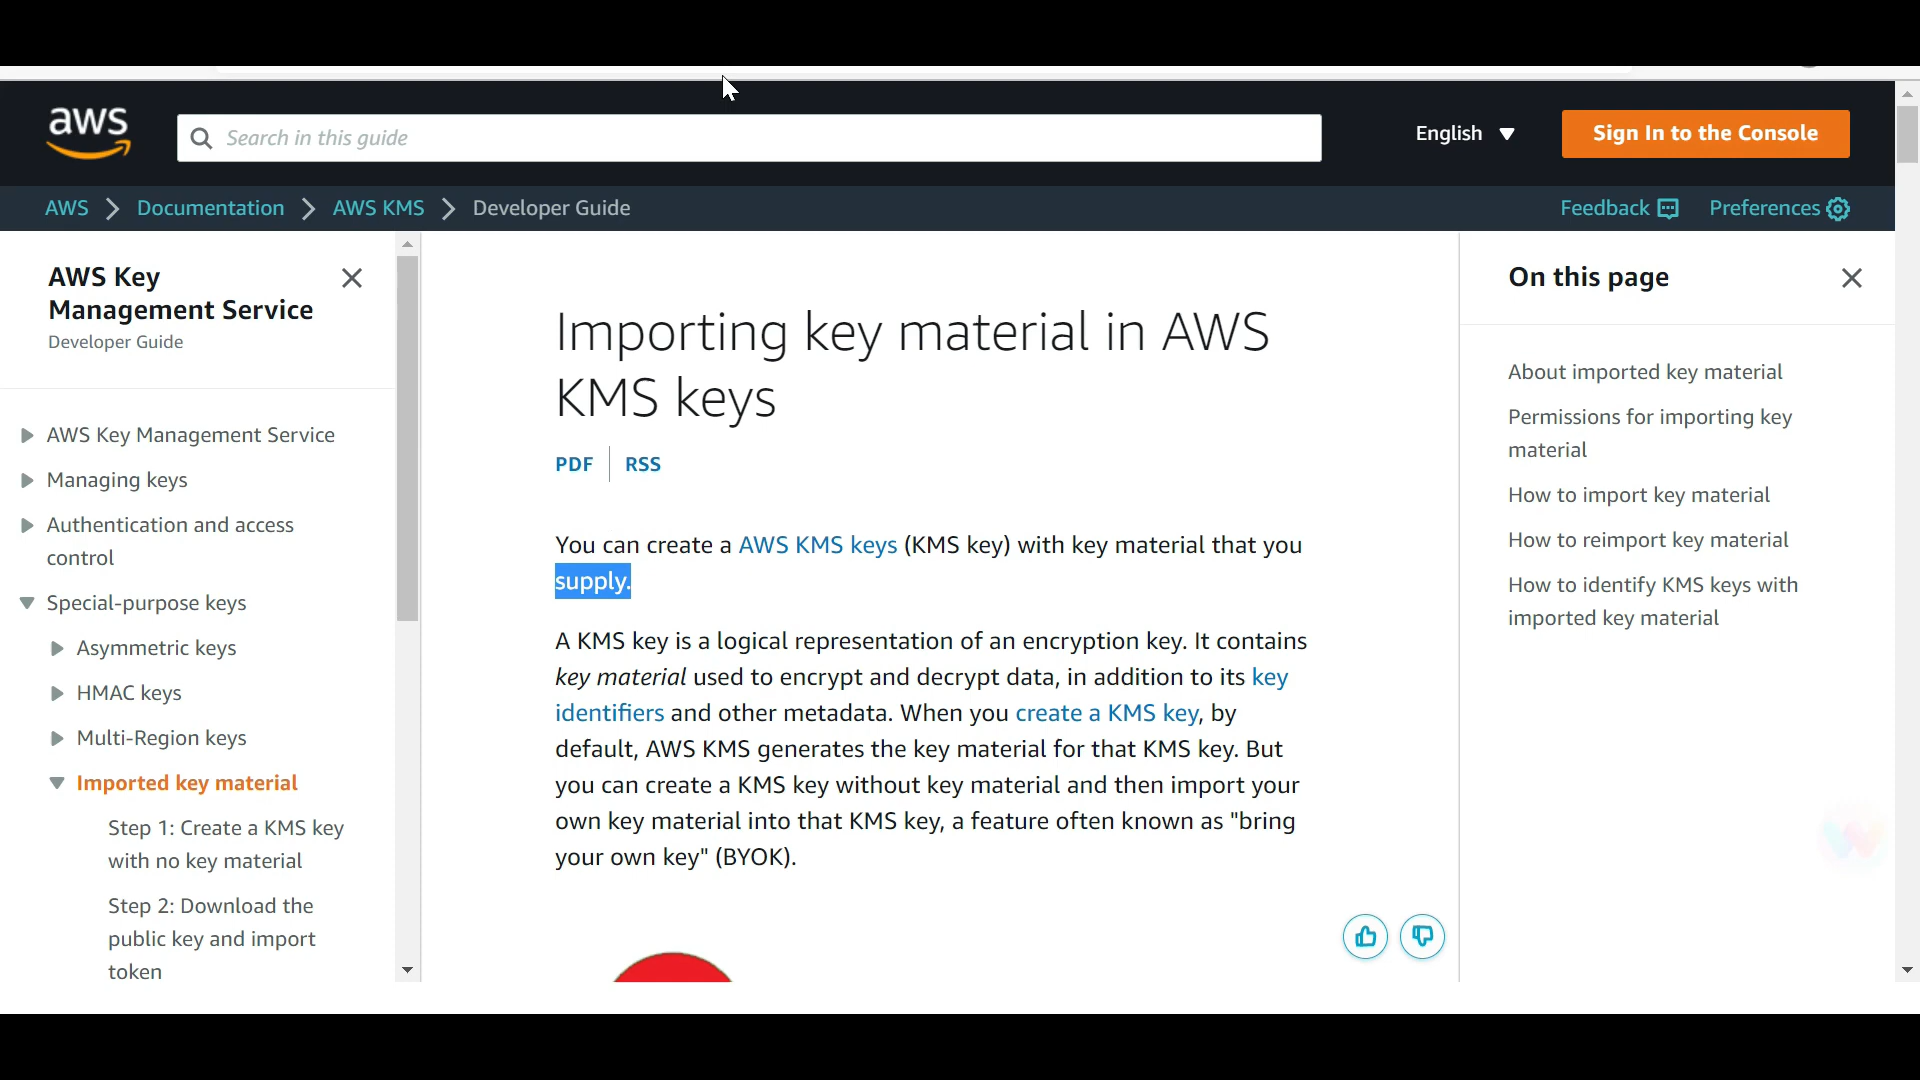 aws
Search in this guide
English
Sign In to the Console
AWS
Documentation
AWS KMS
Developer Guide
Feedback
Preferences
AWS Key
Management Service
Developer Guide
AWS Key Management Service
Managing keys
Authentication and access
control
Special-purpose keys
Asymmetric keys
HMAC keys
Multi-Region keys
Imported key material
Step 1: Create a KMS key
with no key material
Step 2: Download the
public key and import
token
Importing key material in AWS
KMS keys
PDF
RSS
You can create a AWS KMS keys (KMS key) with key material that you
supply.
A KMS key is a logical representation of an encryption key. It contains
key material used to encrypt and decrypt data, in addition to its key
identifiers and other metadata. When you create a KMS key, by
default, AWS KMS generates the key material for that KMS key. But
you can create a KMS key without key material and then import your
own key material into that KMS key, a feature often known as "bring
your own key" (BYOK).
On this page
About imported key material
Permissions for importing key
material
How to import key material
How to reimport key material
How to identify KMS keys with
imported key material